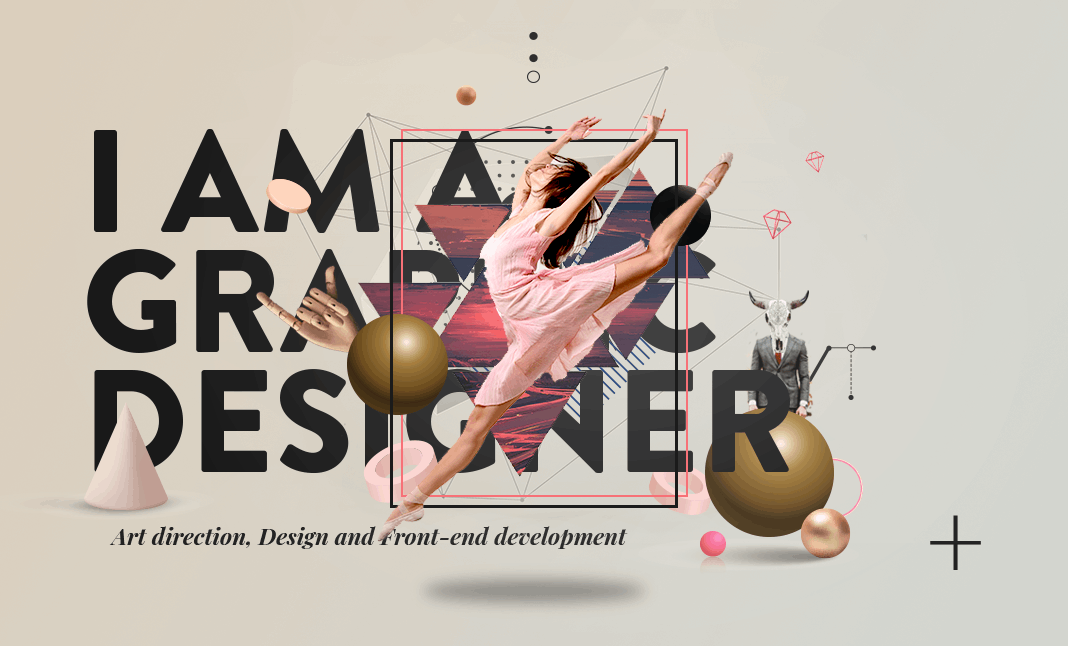 I AM A
GRAPHIC
DESIGNER
Art direction, Design and Front-end development